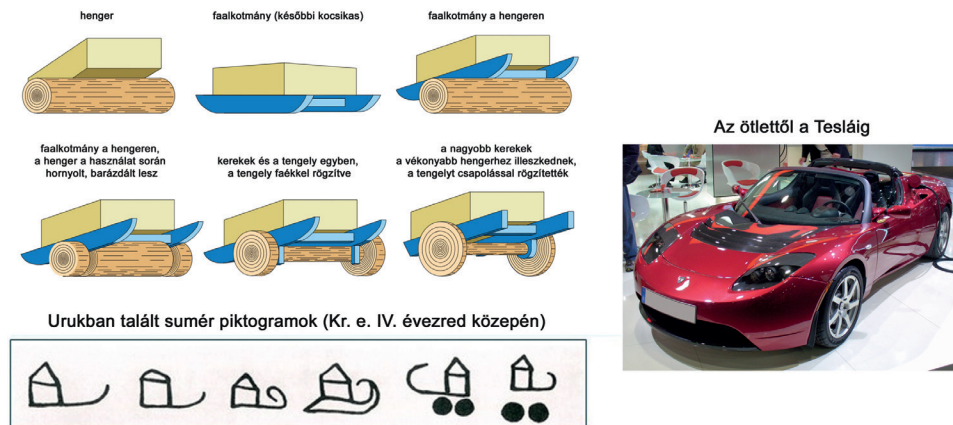 henger
faalkotmány (későbbi kocsikas)
faalkotmány a hengeren
faalkotmány a hengeren,
a henger a használat során
hornyolt, barázdált lesz
kerekek és a tengely egyben,
a tengely faékkel rögzítve
a nagyobb kerekek
a vékonyabb hengerhez illeszkednek,
a tengelyt csapolással rögzítették
Az ötlettől a Tesláig
Urukban talált sumér piktogramok (Kr. e. IV. évezred közepén)